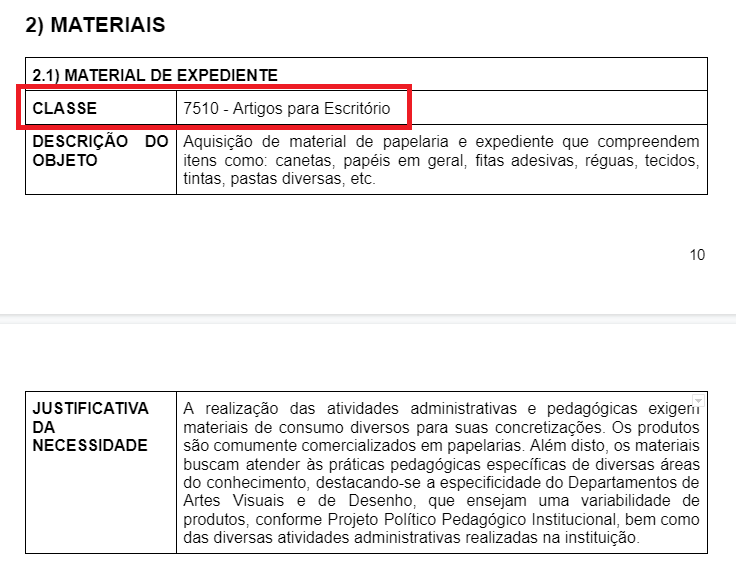 2) MATERIAIS
2.1) MATERIAL DE EXPEDIENTE
CLASSE
7510 - Artigos para Escritório
DESCRIÇÃO DO
OBJETO
Aquisição de material de papelaria e expediente que compreendem
itens como: canetas, papéis em geral, fitas adesivas, réguas, tecidos,
tintas, pastas diversas, etc.
10
JUSTIFICATIVA
DA
NECESSIDADE
A realização das atividades administrativas e pedagógicas exigem
materiais de consumo diversos para suas concretizações. Os produtos
são comumente comercializados em papelarias. Além disto, os materiais
buscam atender às práticas pedagógicas específicas de diversas áreas
do conhecimento, destacando-se a especificidade do Departamentos de
Artes Visuais e de Desenho, que ensejam uma variabilidade de
produtos, conforme Projeto Político Pedagógico Institucional, bem como
das diversas atividades administrativas realizadas na instituição.